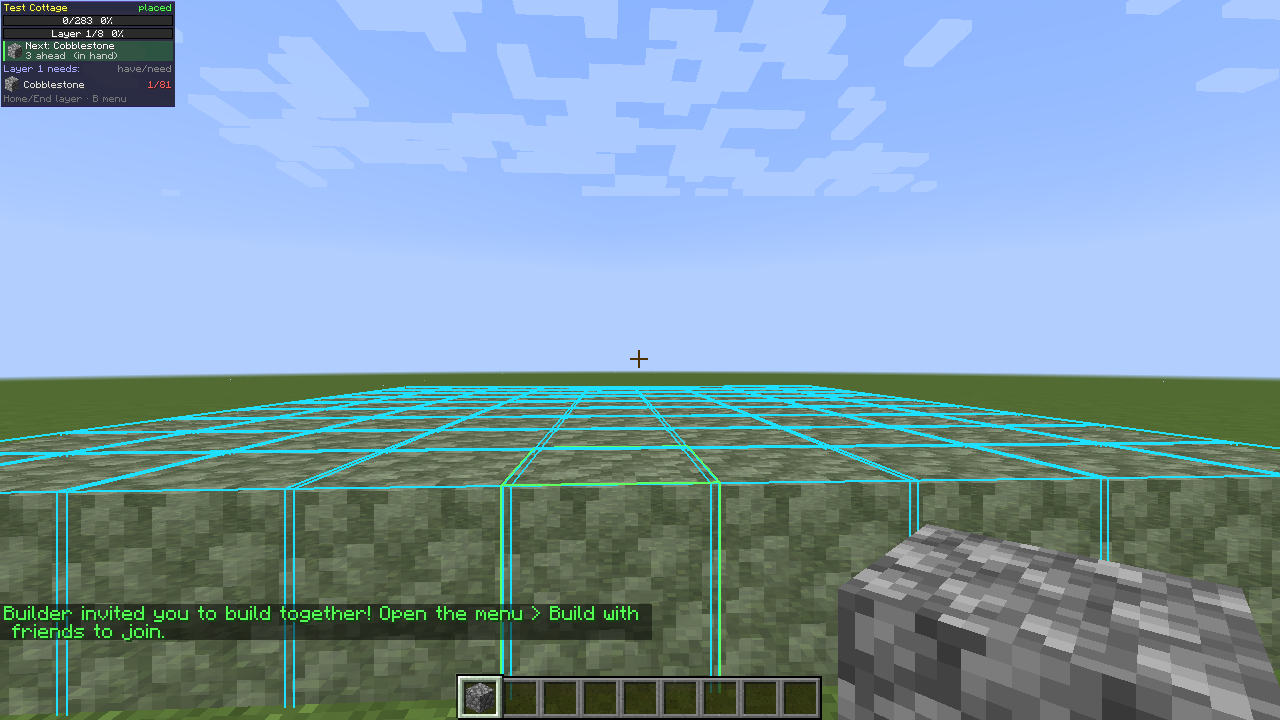 Test Cottage placed
0/283 0%
Layer 1/8 0%
Next: Cobblestone
3 ahead (in hand)
Layer 1 needs: have/need
Cobblestone 1/81
Home/End layer · B menu
Builder invited you to build together! Open the menu > Build with
friends to join.